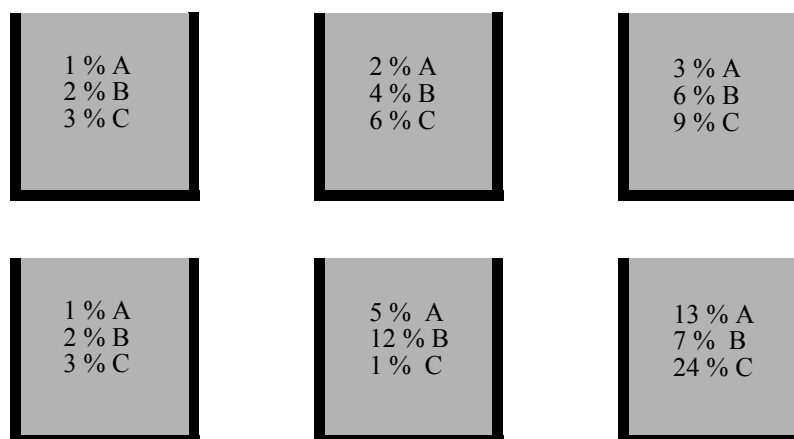 1 % A
2 % B
3 % C
2 % A
4 % B
6 % C
3 % A
6 % B
9 % C
1 % A
2 % B
3 % C
5 % A
12 % B
1 % C
13 % A
7 % B
24 % C